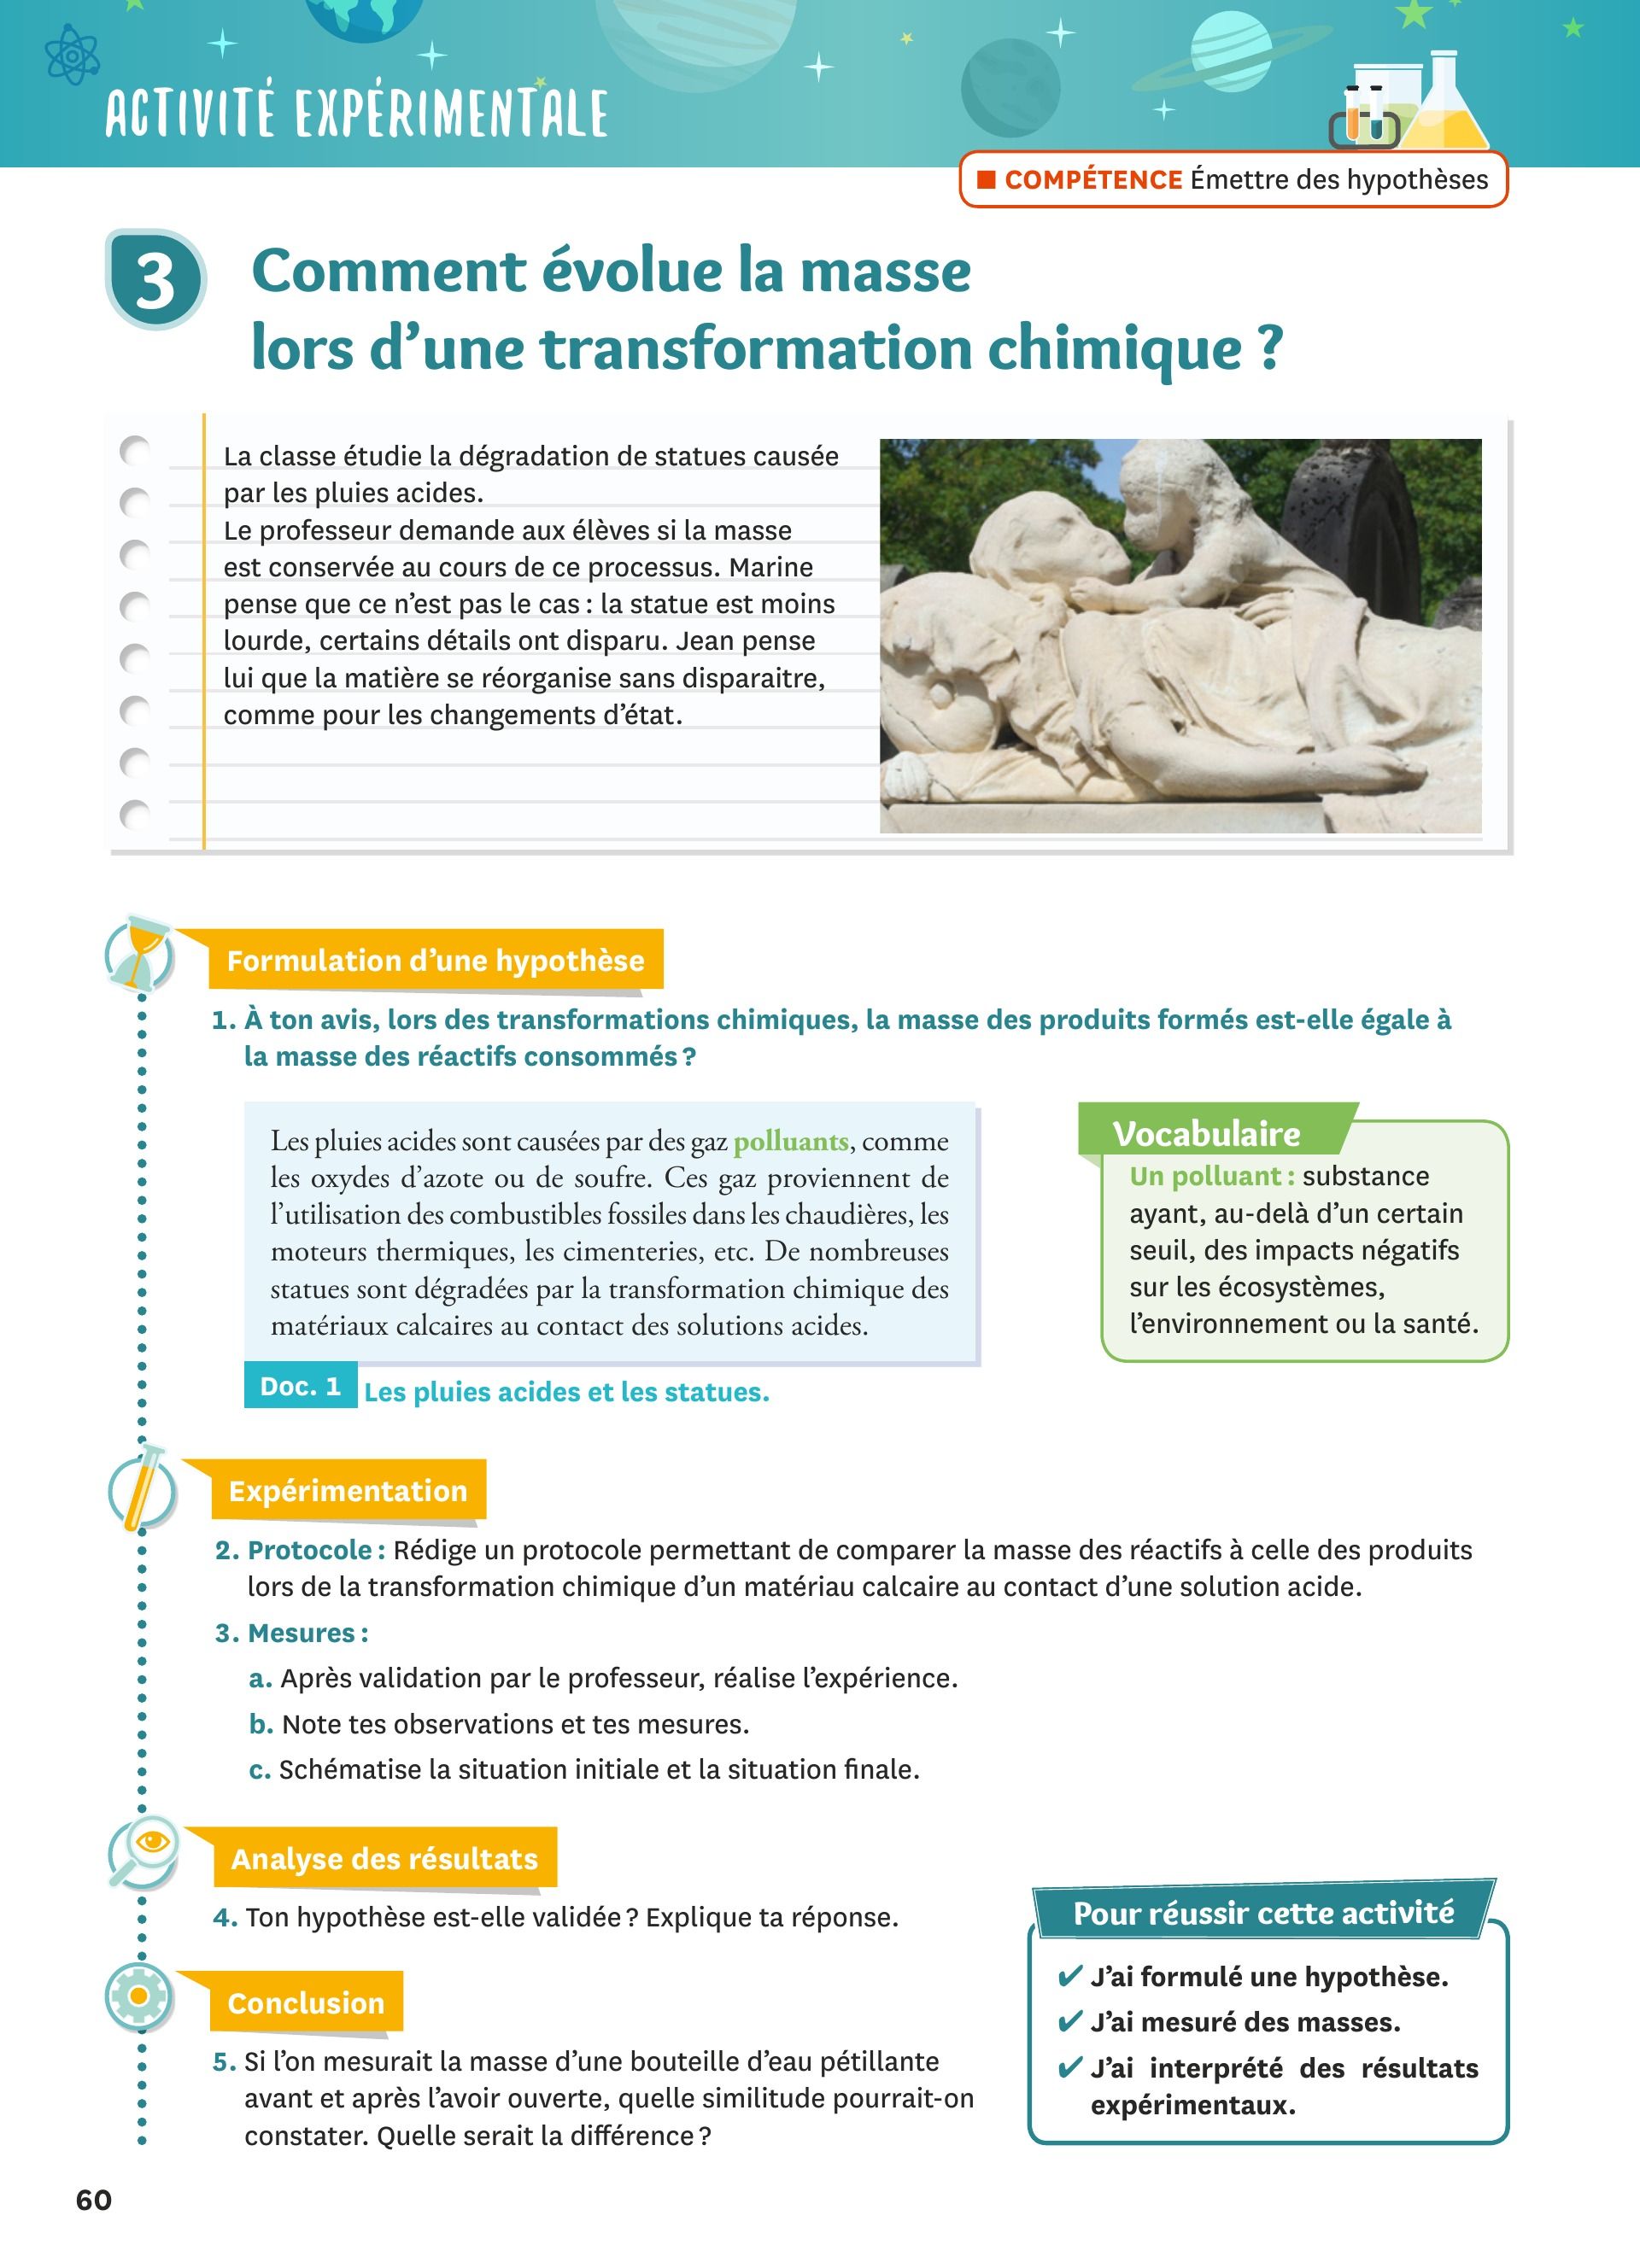 ACTIVITÉ EXPÉRIMENTALE
■ COMPÉTENCE Émettre des hypothèses
3
Comment évolue la masse
lors d’une transformation chimique ?
La classe étudie la dégradation de statues causée
par les pluies acides.
Le professeur demande aux élèves si la masse
est conservée au cours de ce processus. Marine
pense que ce n’est pas le cas : la statue est moins
lourde, certains détails ont disparu. Jean pense
lui que la matière se réorganise sans disparaitre,
comme pour les changements d’état.
Formulation d’une hypothèse
1. À ton avis, lors des transformations chimiques, la masse des produits formés est-elle égale à
la masse des réactifs consommés ?
Les pluies acides sont causées par des gaz polluants, comme
les oxydes d’azote ou de soufre. Ces gaz proviennent de
l’utilisation des combustibles fossiles dans les chaudières, les
moteurs thermiques, les cimenteries, etc. De nombreuses
statues sont dégradées par la transformation chimique des
matériaux calcaires au contact des solutions acides.
Doc. 1 Les pluies acides et les statues.
Vocabulaire
Un polluant : substance
ayant, au-delà d’un certain
seuil, des impacts négatifs
sur les écosystèmes,
l’environnement ou la santé.
Expérimentation
2. Protocole : Rédige un protocole permettant de comparer la masse des réactifs à celle des produits
lors de la transformation chimique d’un matériau calcaire au contact d’une solution acide.
3. Mesures :
a. Après validation par le professeur, réalise l’expérience.
b. Note tes observations et tes mesures.
c. Schématise la situation initiale et la situation finale.
Analyse des résultats
4. Ton hypothèse est-elle validée ? Explique ta réponse.
Conclusion
5. Si l’on mesurait la masse d’une bouteille d’eau pétillante
avant et après l’avoir ouverte, quelle similitude pourrait-on
constater. Quelle serait la différence ?
Pour réussir cette activité
✔ J’ai formulé une hypothèse.
✔ J’ai mesuré des masses.
✔ J’ai interprété des résultats
expérimentaux.
60